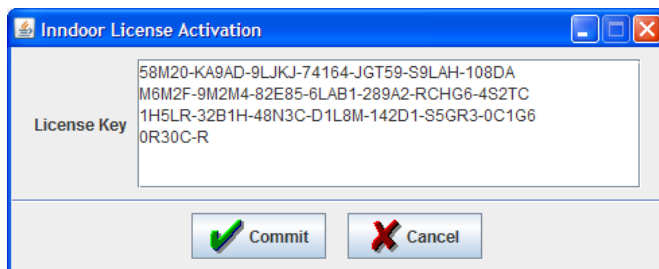 Inndoor License Activation
58M20-KA9AD-9LJKJ-74164-JGT59-S9LAH-108DA
M6M2F-9M2M4-82E85-6LAB1-289A2-RCHG6-4S2TC
License Key
1H5LR-32B1H-48N3C-D1L8M-142D1-S5GR3-0C1G6
0R30C-R
Commit
Cancel